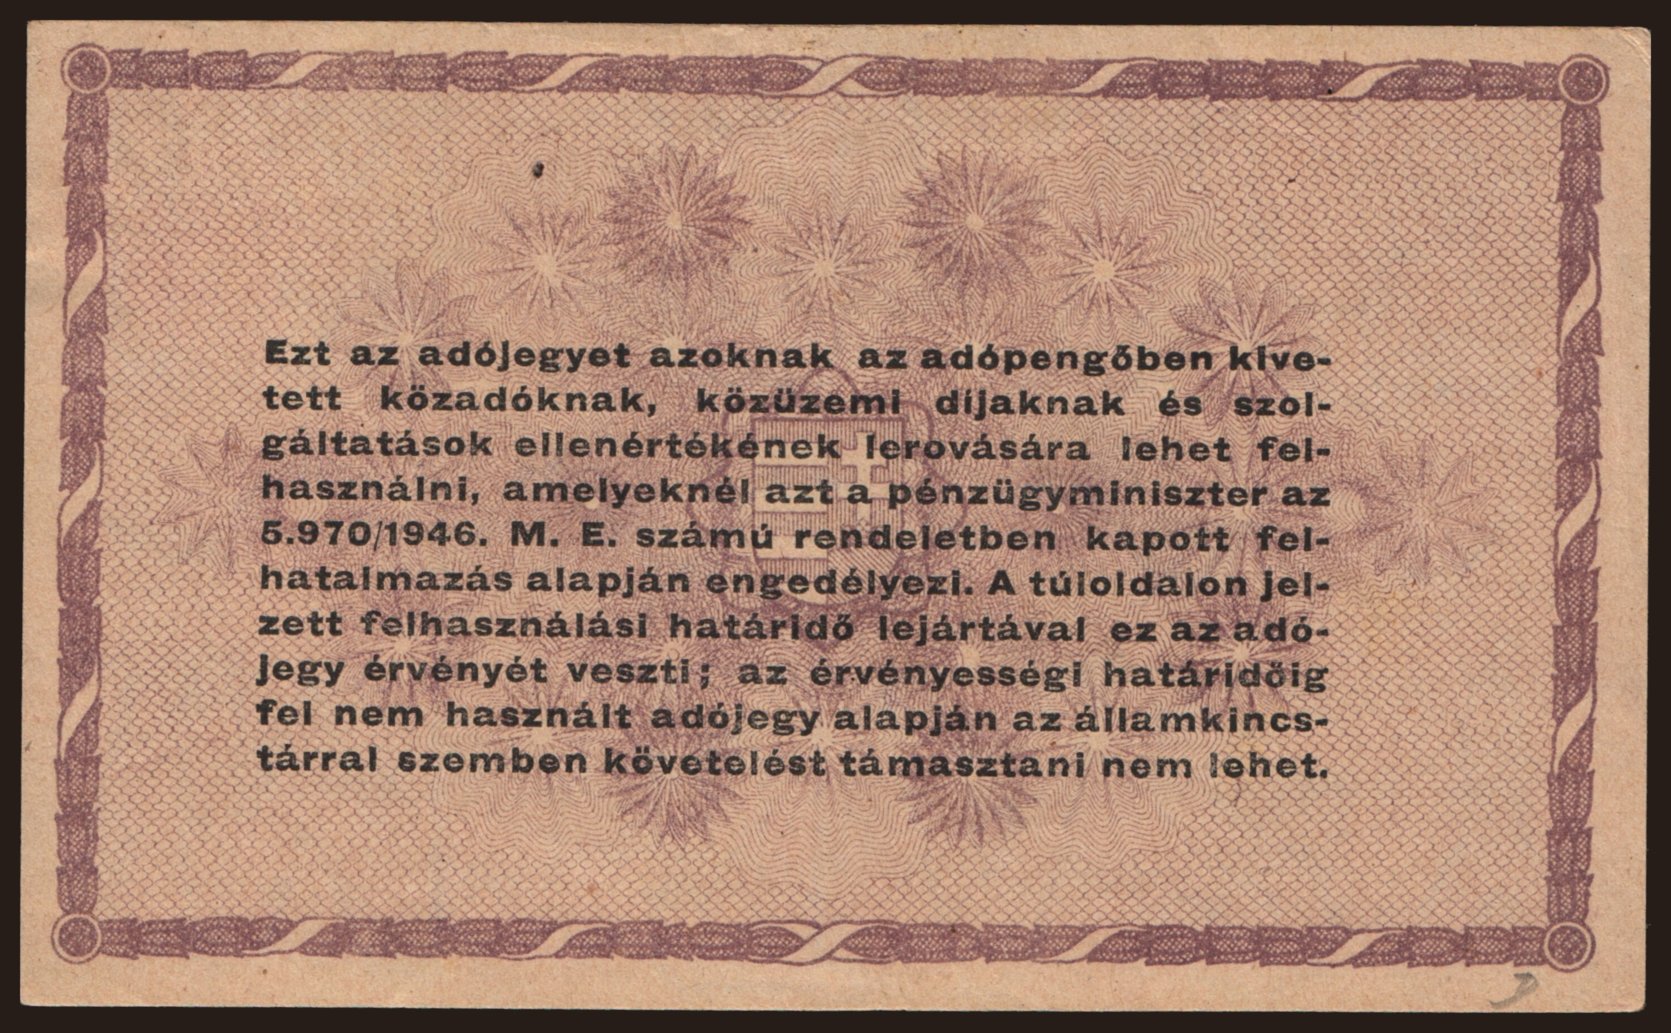 Ezt az adójegyet azoknak az adópengőben kive-
tett közadóknak, közüzemi díjaknak és szol-
gáltatások ellenértékének lerovására lehet fel-
használni, amelyeknél azt a pénzügyminiszter az
5.970/1946. M. E. számú rendeletben kapott fel-
hatalmazás alapján engedélyezi. A túloldalon jel-
zett felhasználási határidő lejártával ez az adó-
jegy érvényét veszti; az érvényességi határidőig
fel nem használt adójegy alapján az államkincs-
tárral szemben követelést támasztani nem lehet.